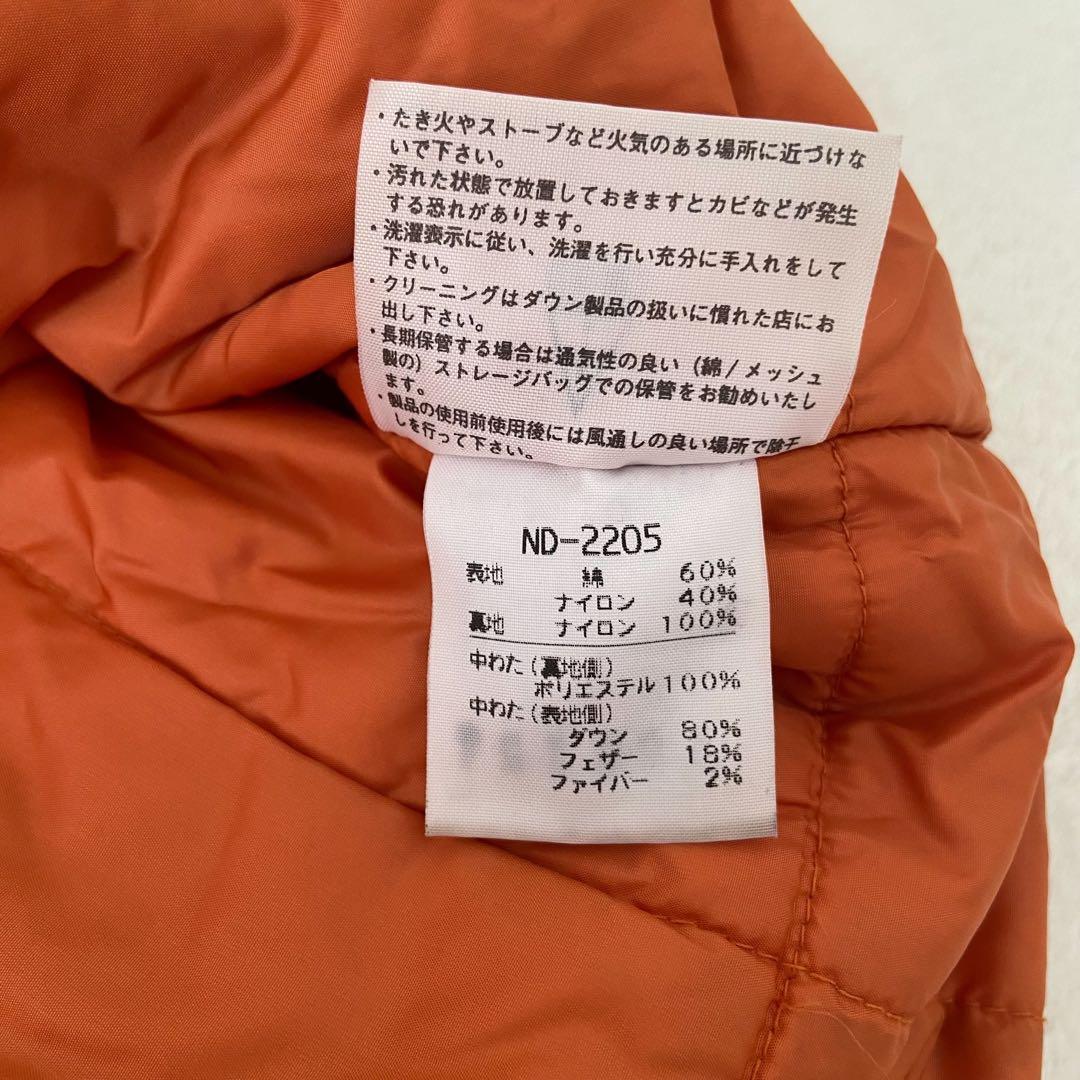 ・たき火やストーブなど火気のある場所に近づけな
いで下さい。
・汚れた状態で放置しておきますとカビなどが発生
する恐れがあります。
・洗濯表示に従い、洗濯を行い充分に手入れをして
下さい。
・クリーニングはダウン製品の扱いに慣れた店にお
出し下さい。
・長期保管する場合は通気性の良い（綿/メッシュ
製の）ストレージバッグでの保管をお勧めいたし
ます。
・製品の使用前使用後には風通しの良い場所で陰干
しを行って下さい。
ND-2205
表地 綿 60%
ナイロン 40%
裏地 ナイロン 100%
中わた(裏地側)
ポリエステル100%
中わた(表地側)
ダウン 80%
フェザー 18%
ファイバー 2%